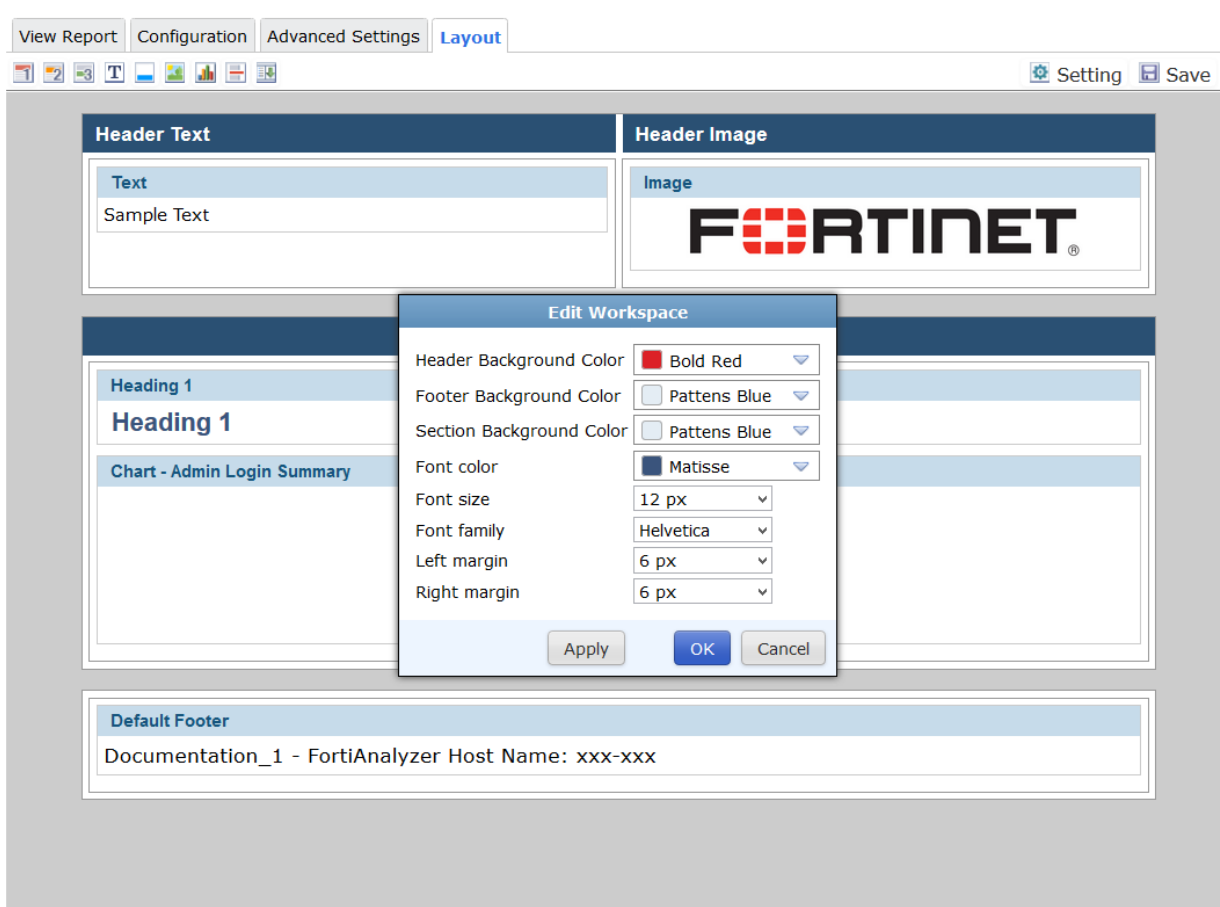 View Report Configuration Advanced Settings Layout
1 2 3 T Setting Save
Header Text Header Image
Text Image
Sample Text FORTINET®
Edit Workspace
Header Background Color Bold Red
Heading 1 Footer Background Color Pattens Blue
Heading 1 Section Background Color Pattens Blue
Chart - Admin Login Summary Font color Matisse
Font size 12 px
Font family Helvetica
Left margin 6 px
Right margin 6 px
Apply OK Cancel
Default Footer
Documentation_1 - FortiAnalyzer Host Name: xxx-xxx